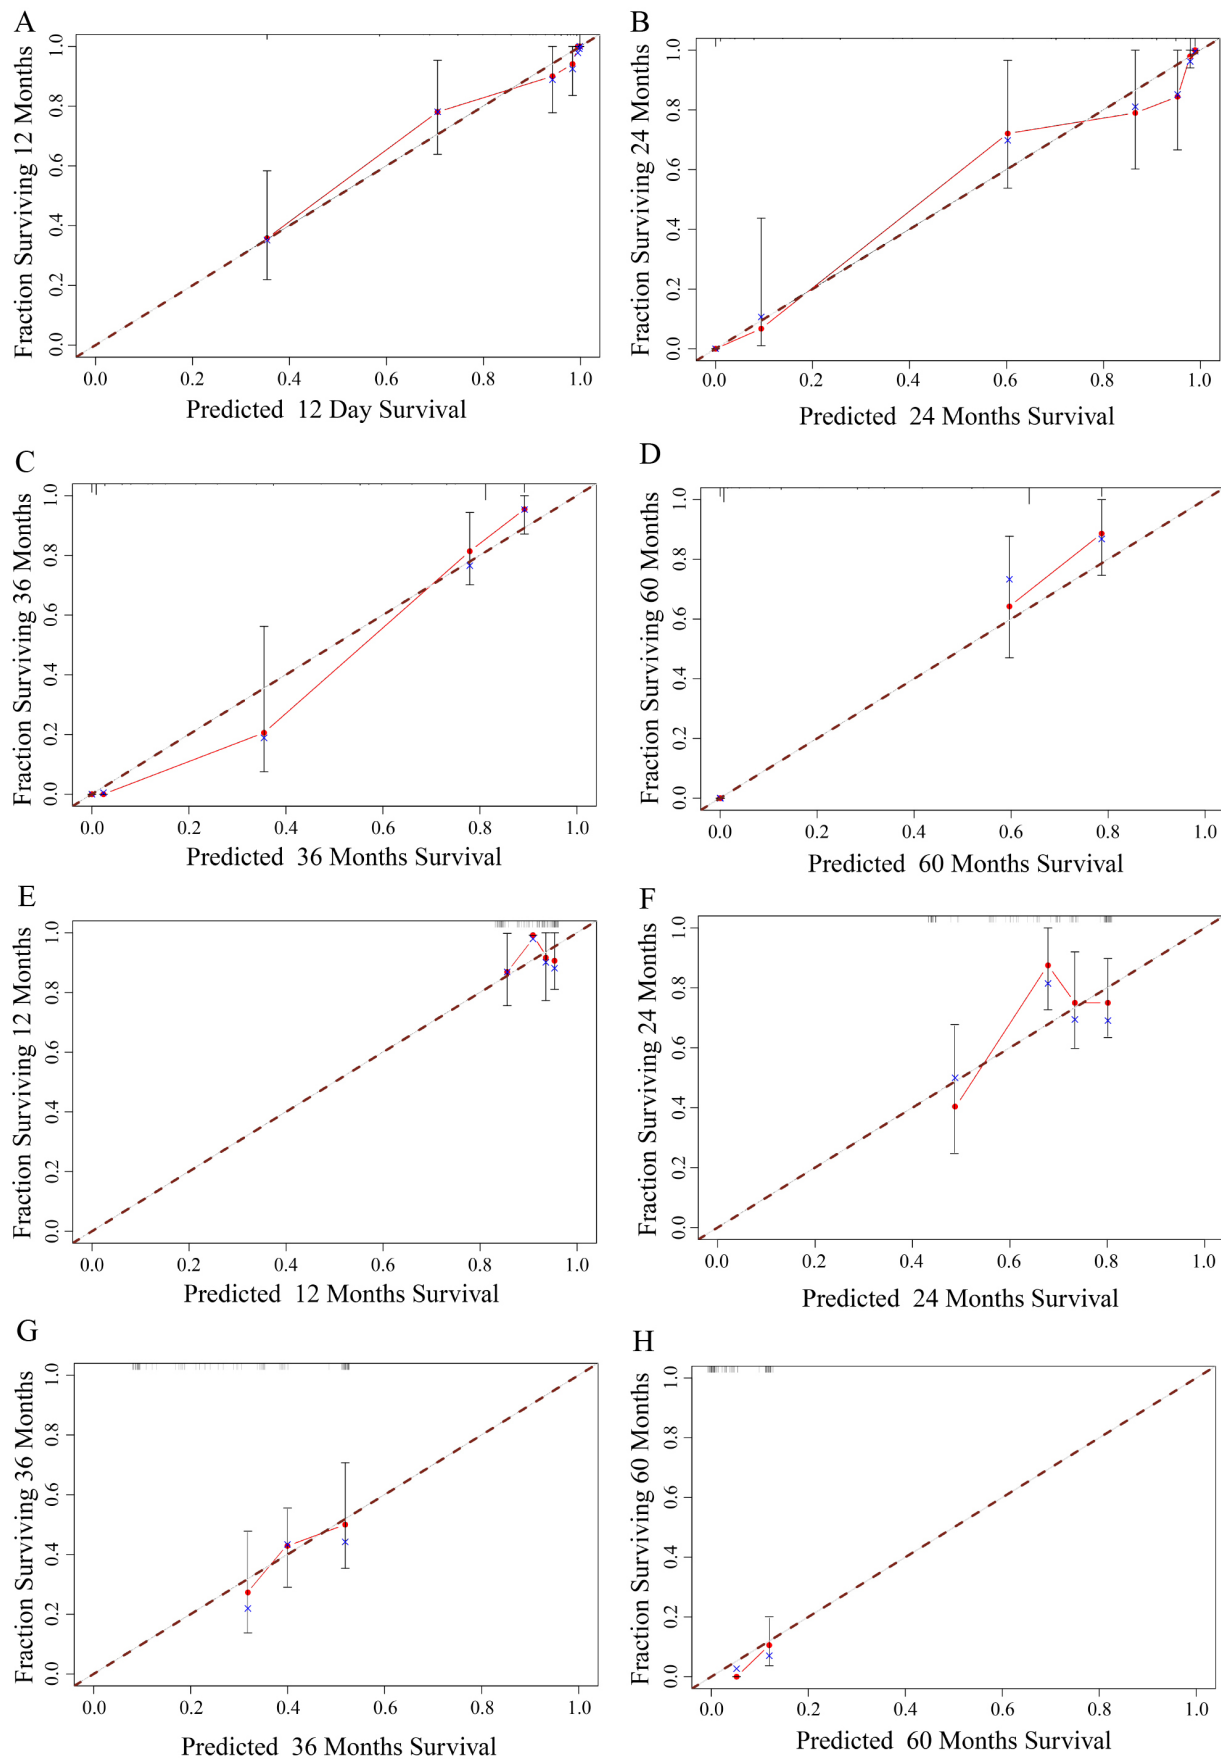 A
Fraction Surviving 12 Months
1.0
0.8
0.6
0.4
0.2
0.0
0.0 0.2 0.4 0.6 0.8 1.0
Predicted 12 Day Survival
B
Fraction Surviving 24 Months
1.0
0.8
0.6
0.4
0.2
0.0
0.0 0.2 0.4 0.6 0.8 1.0
Predicted 24 Months Survival
C
Fraction Surviving 36 Months
1.0
0.8
0.6
0.4
0.2
0.0
0.0 0.2 0.4 0.6 0.8 1.0
Predicted 36 Months Survival
D
Fraction Surviving 60 Months
1.0
0.8
0.6
0.4
0.2
0.0
0.0 0.2 0.4 0.6 0.8 1.0
Predicted 60 Months Survival
E
Fraction Surviving 12 Months
1.0
0.8
0.6
0.4
0.2
0.0
0.0 0.2 0.4 0.6 0.8 1.0
Predicted 12 Months Survival
F
Fraction Surviving 24 Months
1.0
0.8
0.6
0.4
0.2
0.0
0.0 0.2 0.4 0.6 0.8 1.0
Predicted 24 Months Survival
G
Fraction Surviving 36 Months
1.0
0.8
0.6
0.4
0.2
0.0
0.0 0.2 0.4 0.6 0.8 1.0
Predicted 36 Months Survival
H
Fraction Surviving 60 Months
1.0
0.8
0.6
0.4
0.2
0.0
0.0 0.2 0.4 0.6 0.8 1.0
Predicted 60 Months Survival